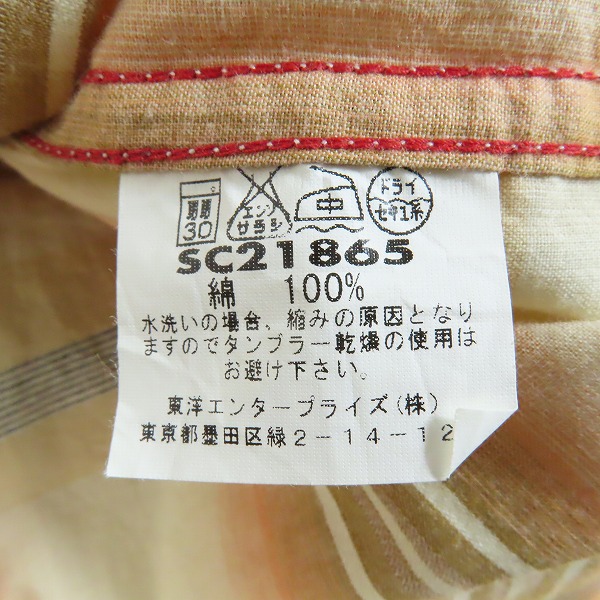 弱 30 エンソ サラシ 中 ドライ セキユ系
SC21865
綿 100%
水洗いの場合、縮みの原因となり
ますのでタンブラー乾燥の使用は
お避け下さい。
東洋エンタープライズ(株)
東京都墨田区緑2-14-12